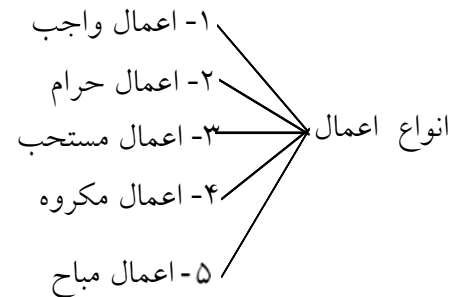 انواع اعمال
۱- اعمال واجب
۲- اعمال حرام
۳- اعمال مستحب
۴- اعمال مکروه
۵- اعمال مباح